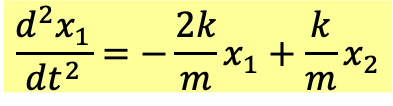 d²x₁/dt² = − 2k/m x₁ + k/m x₂